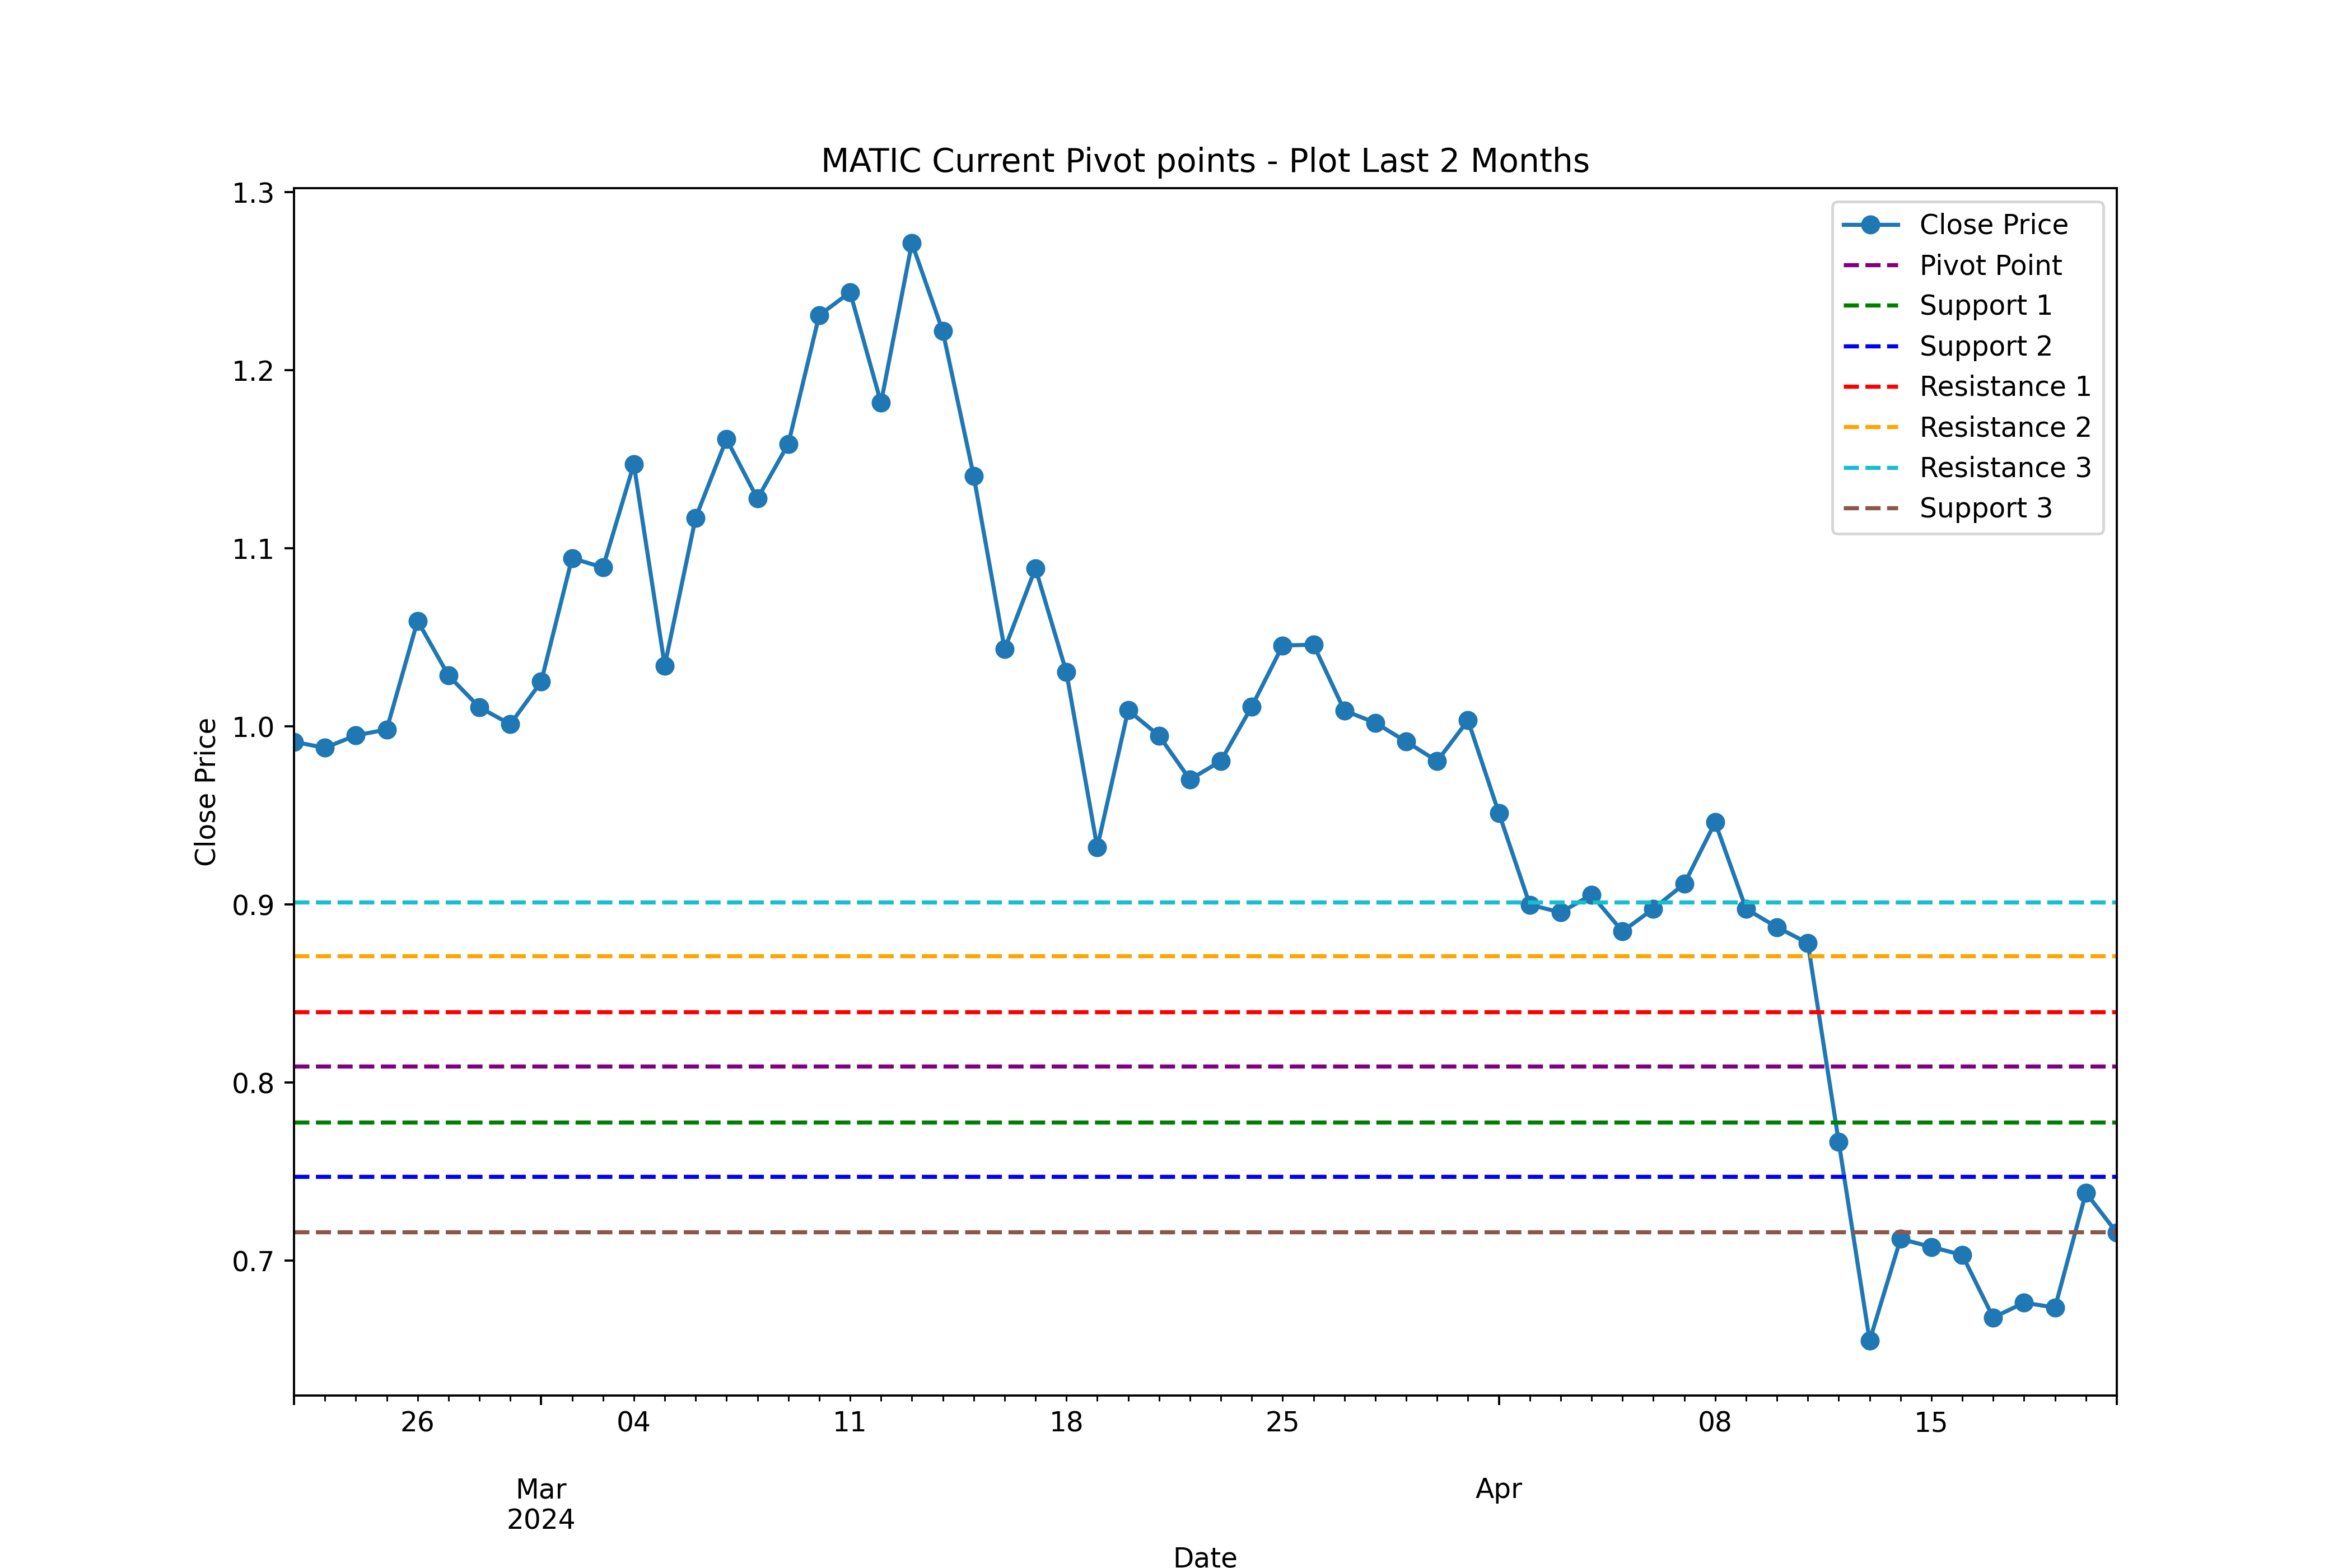 MATIC Current Pivot points - Plot Last 2 Months
1.3
1.2
1.1
1.0
0.9
0.8
0.7
Close Price
Close Price
Pivot Point
Support 1
Support 2
Resistance 1
Resistance 2
Resistance 3
Support 3
26 04 11 18 25 08 15
Mar Apr
2024
Date